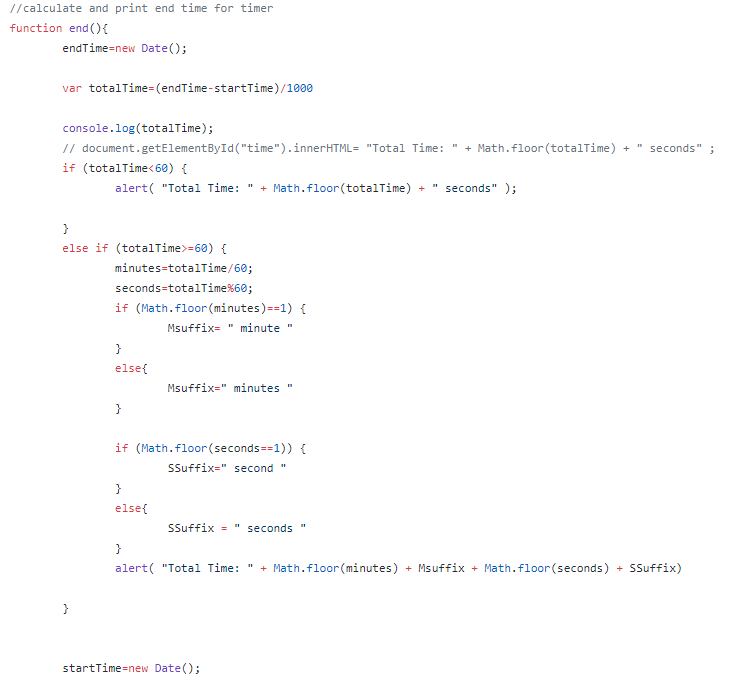 //calculate and print end time for timer
function end(){
endTime=new Date();
var totalTime=(endTime-startTime)/1000
console.log(totalTime);
// document.getElementById("time").innerHTML= "Total Time: " + Math.floor(totalTime) + " seconds" ;
if (totalTime<60) {
alert( "Total Time: " + Math.floor(totalTime) + " seconds" );
}
else if (totalTime>=60) {
minutes=totalTime/60;
seconds=totalTime%60;
if (Math.floor(minutes)==1) {
Msuffix= " minute "
}
else{
Msuffix=" minutes "
}
if (Math.floor(seconds==1)) {
SSuffix=" second "
}
else{
SSuffix = " seconds "
}
alert( "Total Time: " + Math.floor(minutes) + Msuffix + Math.floor(seconds) + SSuffix)
}
startTime=new Date();